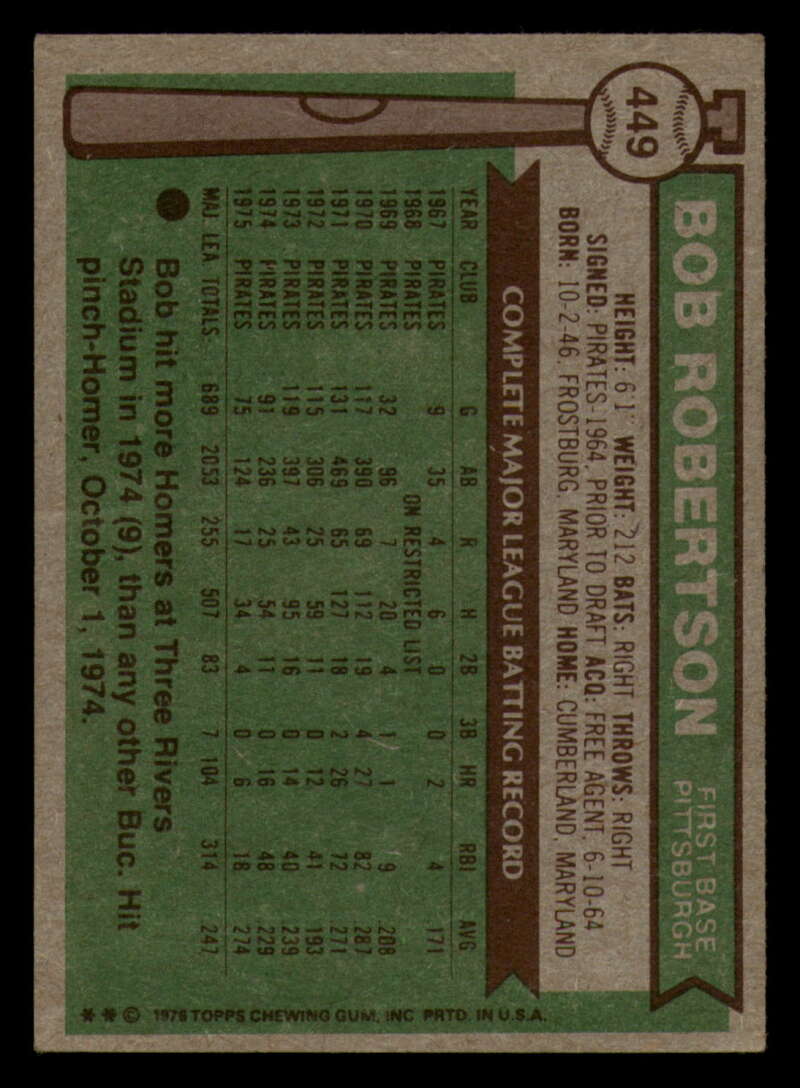 449
BOB ROBERTSON
FIRST BASE
PITTSBURGH
HEIGHT: 6'1" WEIGHT: 212 BATS: RIGHT THROWS: RIGHT
SIGNED: PIRATES-1964, PRIOR TO DRAFT ACQ: FREE AGENT, 6-10-64
BORN: 10-2-46, FROSTBURG, MARYLAND HOME: CUMBERLAND, MARYLAND
COMPLETE MAJOR LEAGUE BATTING RECORD
YEAR CLUB G AB R H 2B 3B HR RBI AVG
1967 PIRATES 9 35 4 6 0 0 2 4 .171
1968 PIRATES ON RESTRICTED LIST
1969 PIRATES 32 96 7 20 4 1 1 9 .208
1970 PIRATES 117 390 69 112 19 4 27 82 .287
1971 PIRATES 131 469 65 127 18 2 26 72 .271
1972 PIRATES 115 306 25 59 11 0 12 41 .193
1973 PIRATES 119 397 43 95 16 0 14 40 .239
1974 PIRATES 91 236 25 54 11 0 16 48 .229
1975 PIRATES 75 124 17 34 4 0 6 18 .274
MAJ. LEA. TOTALS 689 2053 255 507 83 7 104 314 .247
Bob hit more Homers at Three Rivers
Stadium in 1974 (9), than any other Buc. Hit
pinch-Homer, October 1, 1974.
* * © 1976 TOPPS CHEWING GUM, INC. PRTD. IN U.S.A.